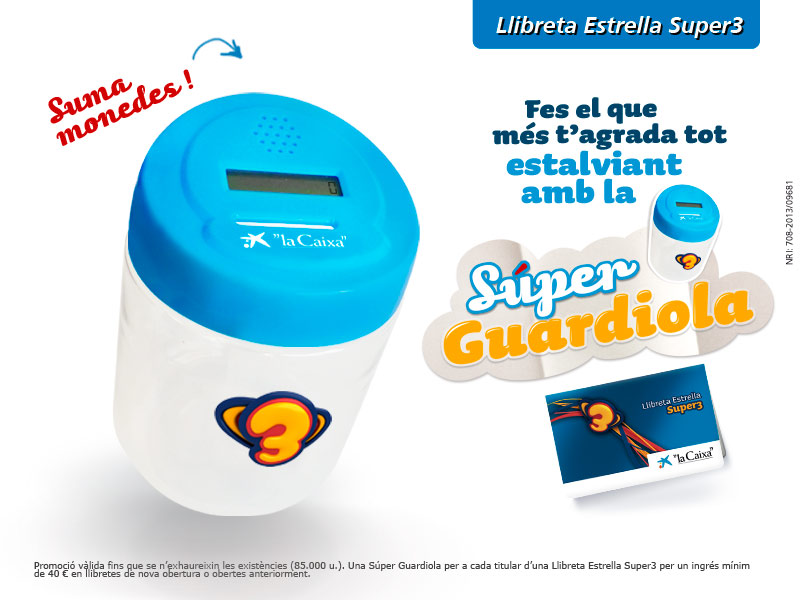 Llibreta Estrella Super3
Suma
monedes!
Fes el que
més t'agrada tot
estalviant
amb la
Súper
Guardiola
"la Caixa"
0
3
Llibreta Estrella
Super3
3
"la Caixa"
NRI: 708-2013/09681
Promoció vàlida fins que se n'exhaureixin les existències (85.000 u.). Una Súper Guardiola per a cada titular d'una Llibreta Estrella Super3 per un ingrés mínim
de 40 € en llibretes de nova obertura o obertes anteriorment.